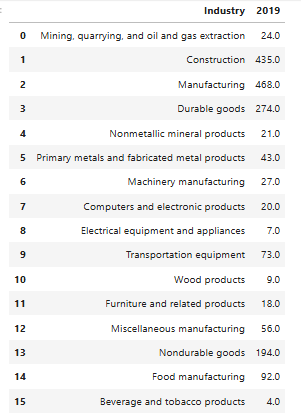 Industry 2019
0 Mining, quarrying, and oil and gas extraction 24.0
1 Construction 435.0
2 Manufacturing 468.0
3 Durable goods 274.0
4 Nonmetallic mineral products 21.0
5 Primary metals and fabricated metal products 43.0
6 Machinery manufacturing 27.0
7 Computers and electronic products 20.0
8 Electrical equipment and appliances 7.0
9 Transportation equipment 73.0
10 Wood products 9.0
11 Furniture and related products 18.0
12 Miscellaneous manufacturing 56.0
13 Nondurable goods 194.0
14 Food manufacturing 92.0
15 Beverage and tobacco products 4.0